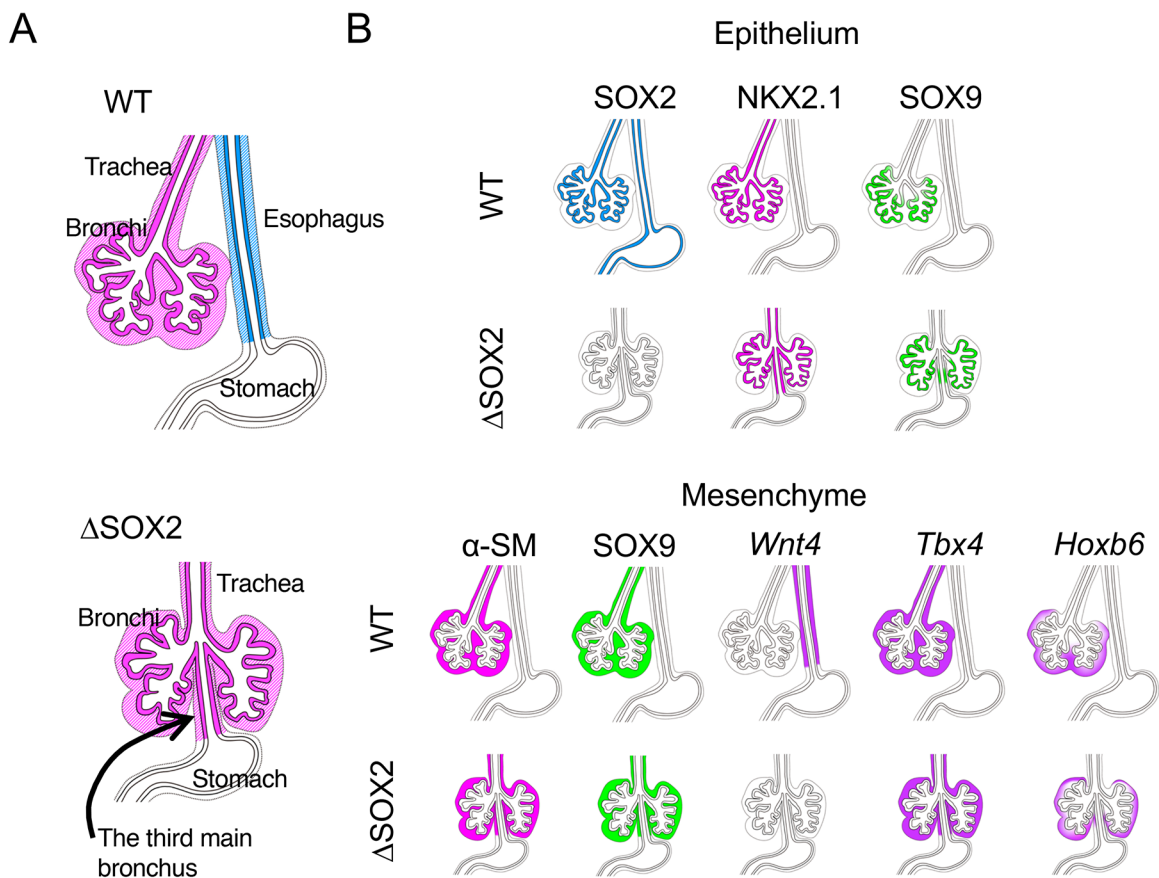 A
WT
Trachea
Bronchi
Esophagus
Stomach
ΔSOX2
Trachea
Bronchi
Stomach
The third main
bronchus
B
Epithelium
SOX2 NKX2.1 SOX9
WT
ΔSOX2
Mesenchyme
α-SM SOX9 Wnt4 Tbx4 Hoxb6
WT
ΔSOX2